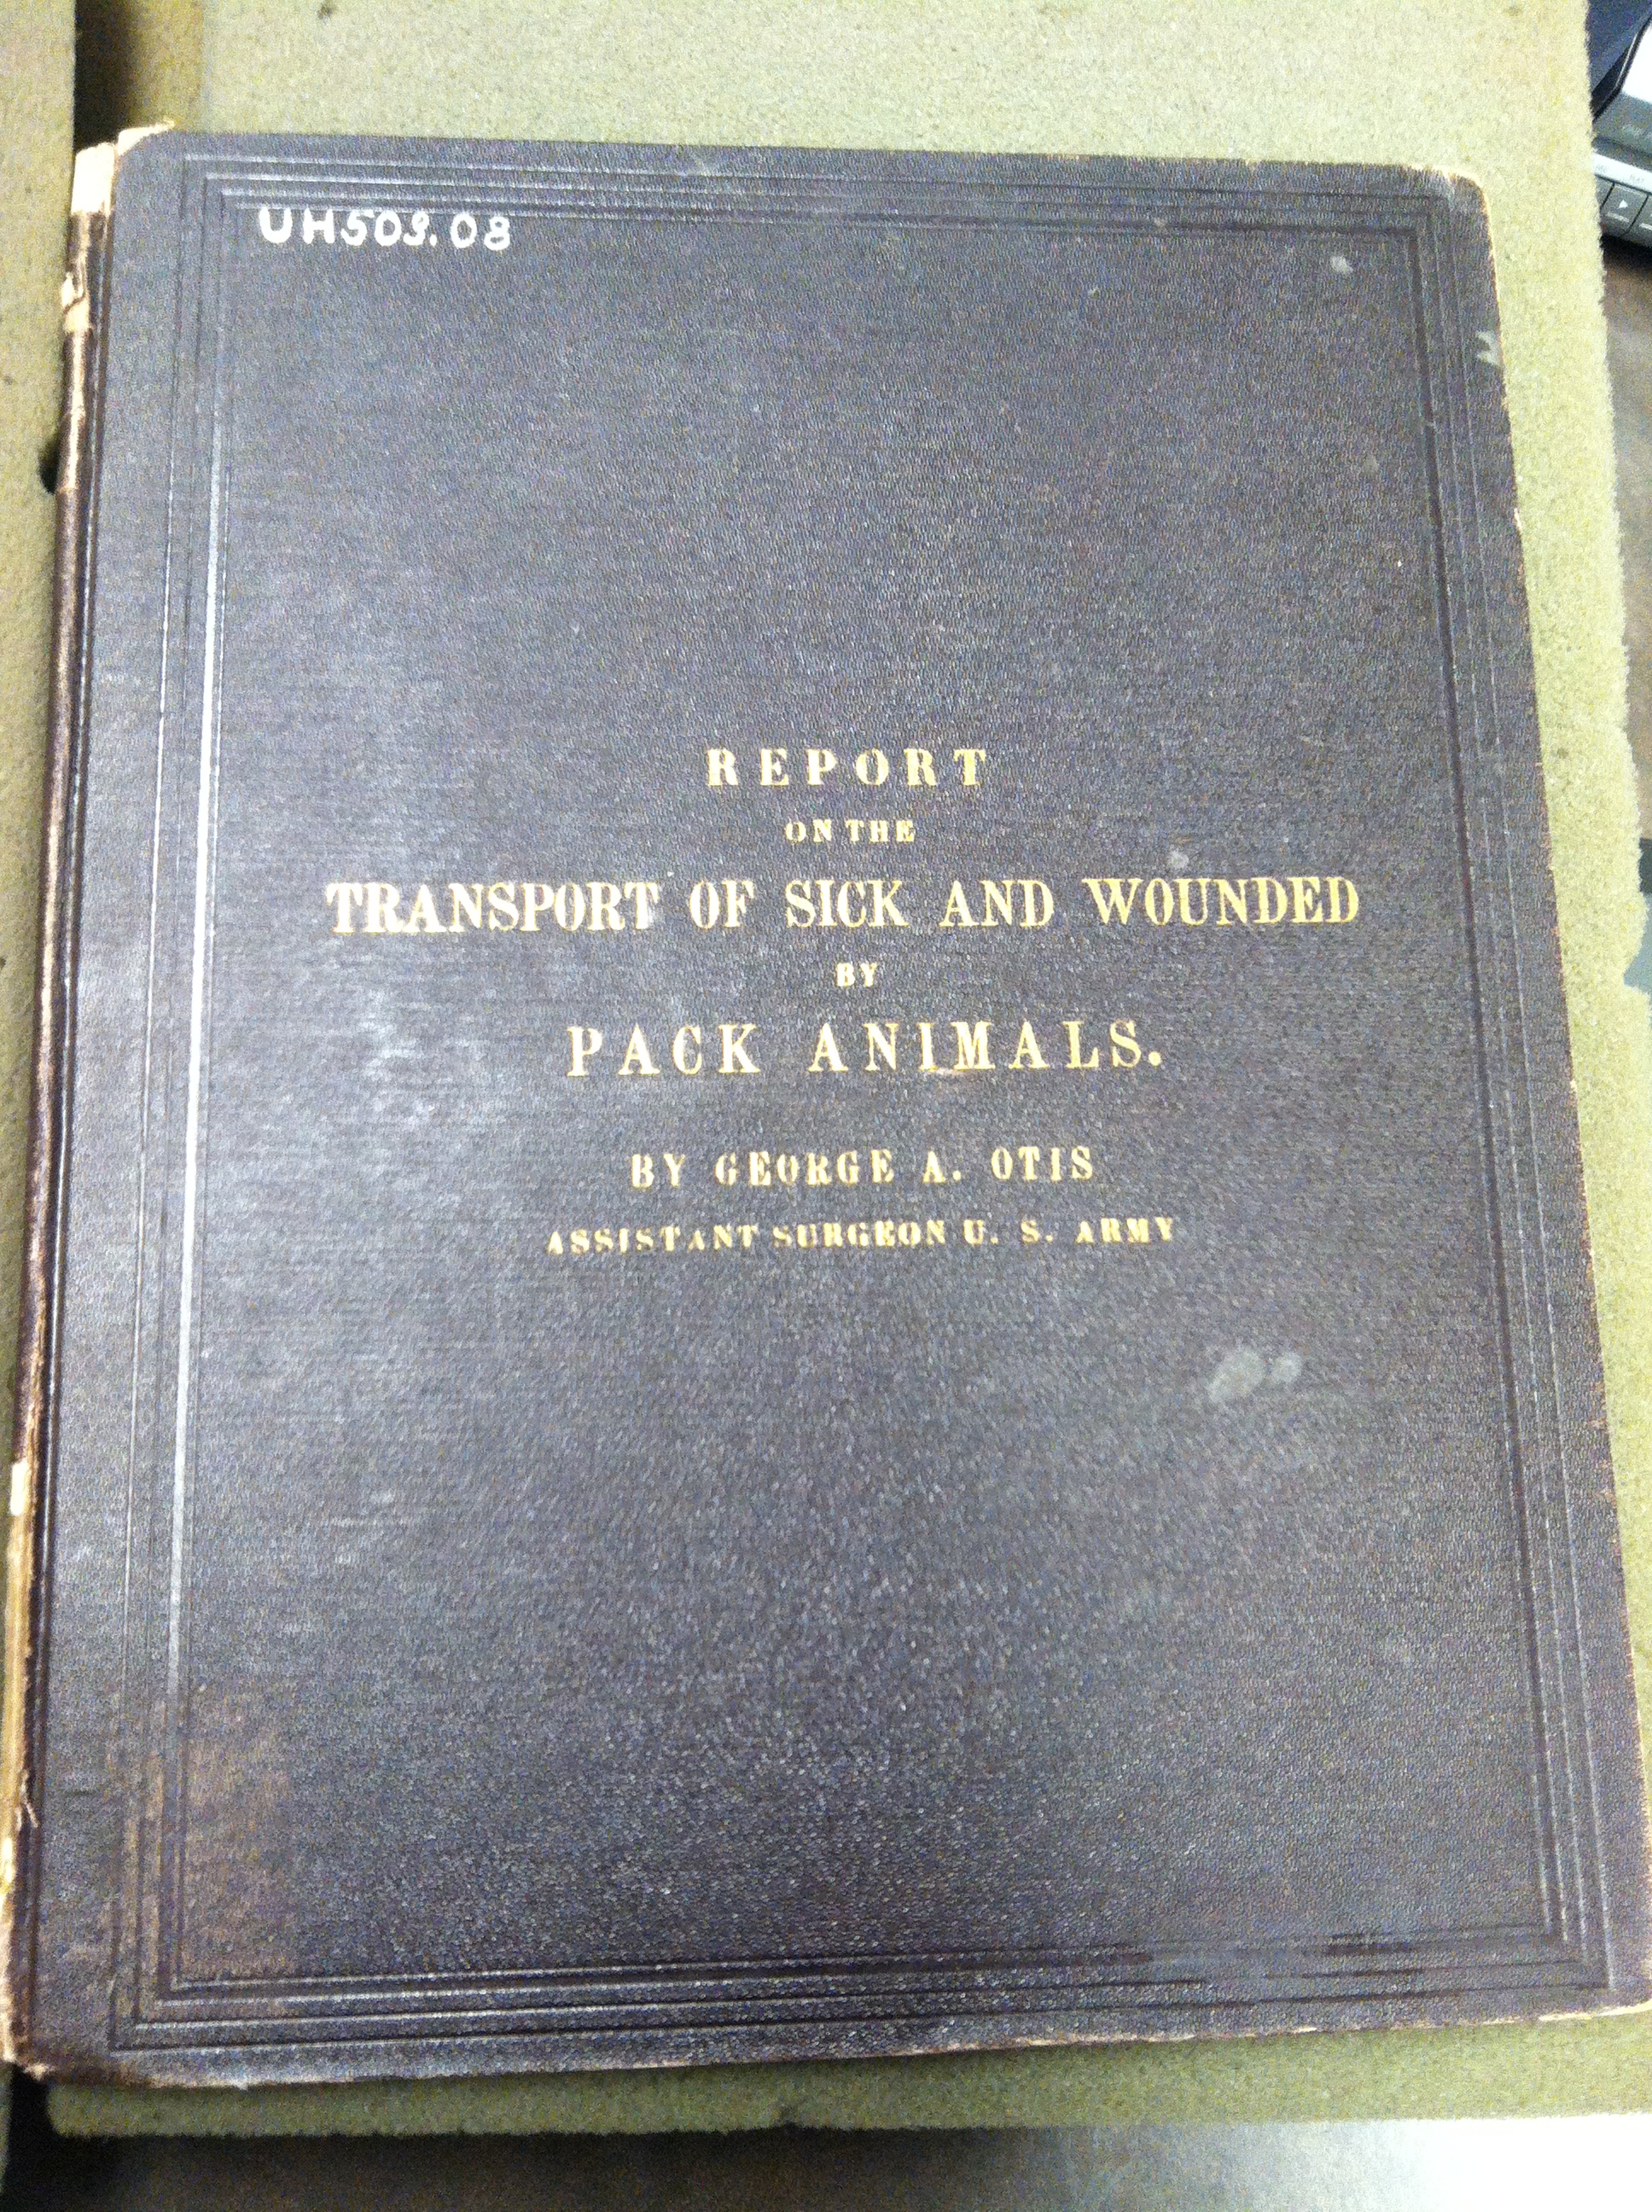 UH503.08
REPORT
ON THE
TRANSPORT OF SICK AND WOUNDED
BY
PACK ANIMALS.
BY GEORGE A. OTIS
ASSISTANT SURGEON U. S. ARMY